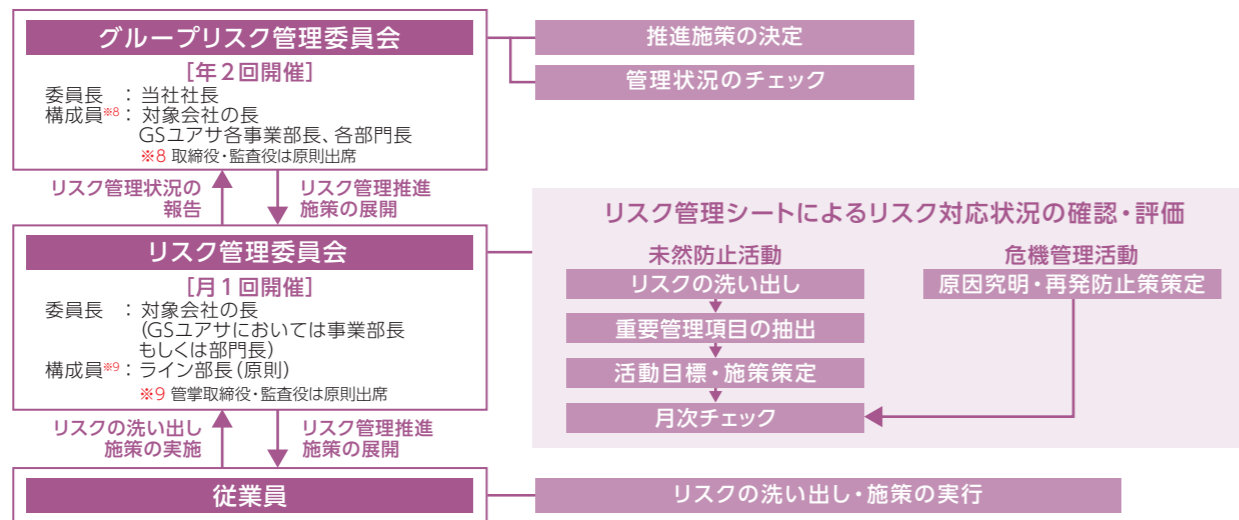 グループリスク管理委員会
［年２回開催］
委員長　：当社社長
構成員※8：対象会社の長
GSユアサ各事業部長、各部門長
※8 取締役・監査役は原則出席
推進施策の決定
管理状況のチェック
リスク管理状況の
報告
リスク管理推進
施策の展開
リスク管理委員会
［月１回開催］
委員長　：対象会社の長
（GSユアサにおいては事業部長
もしくは部門長）
構成員※9：ライン部長（原則）
※9 管掌取締役・監査役は原則出席
リスク管理シートによるリスク対応状況の確認・評価
未然防止活動
リスクの洗い出し
重要管理項目の抽出
活動目標・施策策定
月次チェック
危機管理活動
原因究明・再発防止策策定
リスクの洗い出し
施策の実施
リスク管理推進
施策の展開
従業員
リスクの洗い出し・施策の実行